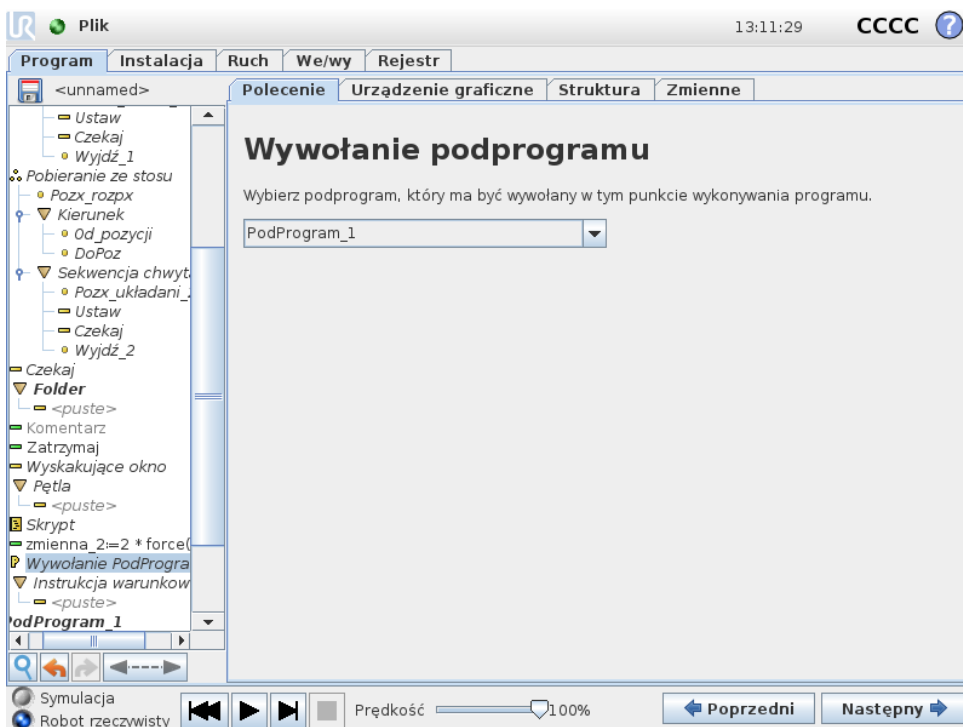 UR Plik 13:11:29 CCCC ?
Program Instalacja Ruch We/wy Rejestr
<unnamed>
Polecenie Urządzenie graficzne Struktura Zmienne
Ustaw
Czekaj
Wyjdź_1
Pobieranie ze stosu
Pozx_rozpx
Kierunek
Od_pozycji
DoPoz
Sekwencja chwyt
Pozx_układani_
Ustaw
Czekaj
Wyjdź_2
Czekaj
Folder
<puste>
Komentarz
Zatrzymaj
Wyskakujące okno
Pętla
<puste>
Skrypt
zmienna_2:=2 * force(
Wywołanie PodProgra
Instrukcja warunkow
<puste>
PodProgram_1
Wywołanie podprogramu
Wybierz podprogram, który ma być wywołany w tym punkcie wykonywania programu.
PodProgram_1
Symulacja
Robot rzeczywisty
Prędkość 100%
Poprzedni Następny